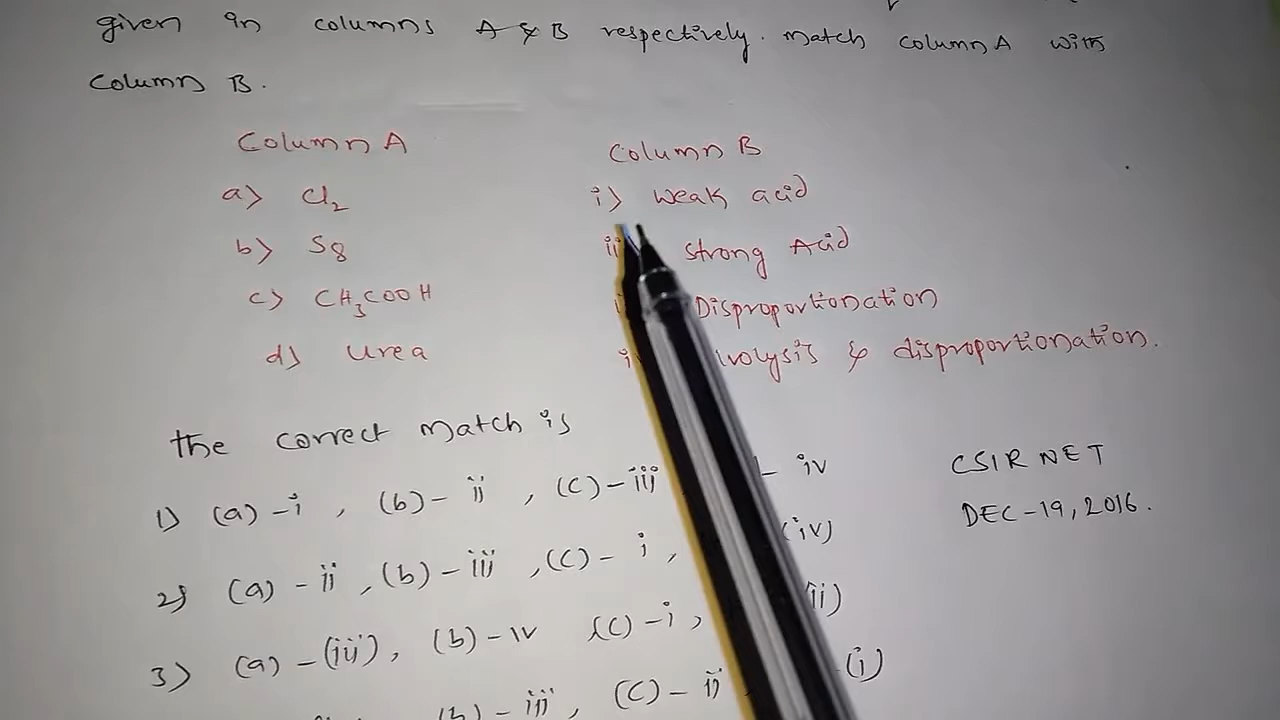 given in columns A & B respectively. Match column A with
Column B.
Column A Column B
a) Cl2 i) Weak acid
b) S8 ii strong Acid
c) CH3COOH Disproportionation
d) Urea & disproportionation.
the correct Match is
1) (a)-i, (b)-ii, (c)-iii - iv
2) (a)-ii, (b)-iii, (c)-i, (iv)
3) (a)-(iii), (b)-iv (c)-i, (ii)
(b)-iii, (c)-ii -(i)
CSIR NET
DEC-19, 2016.